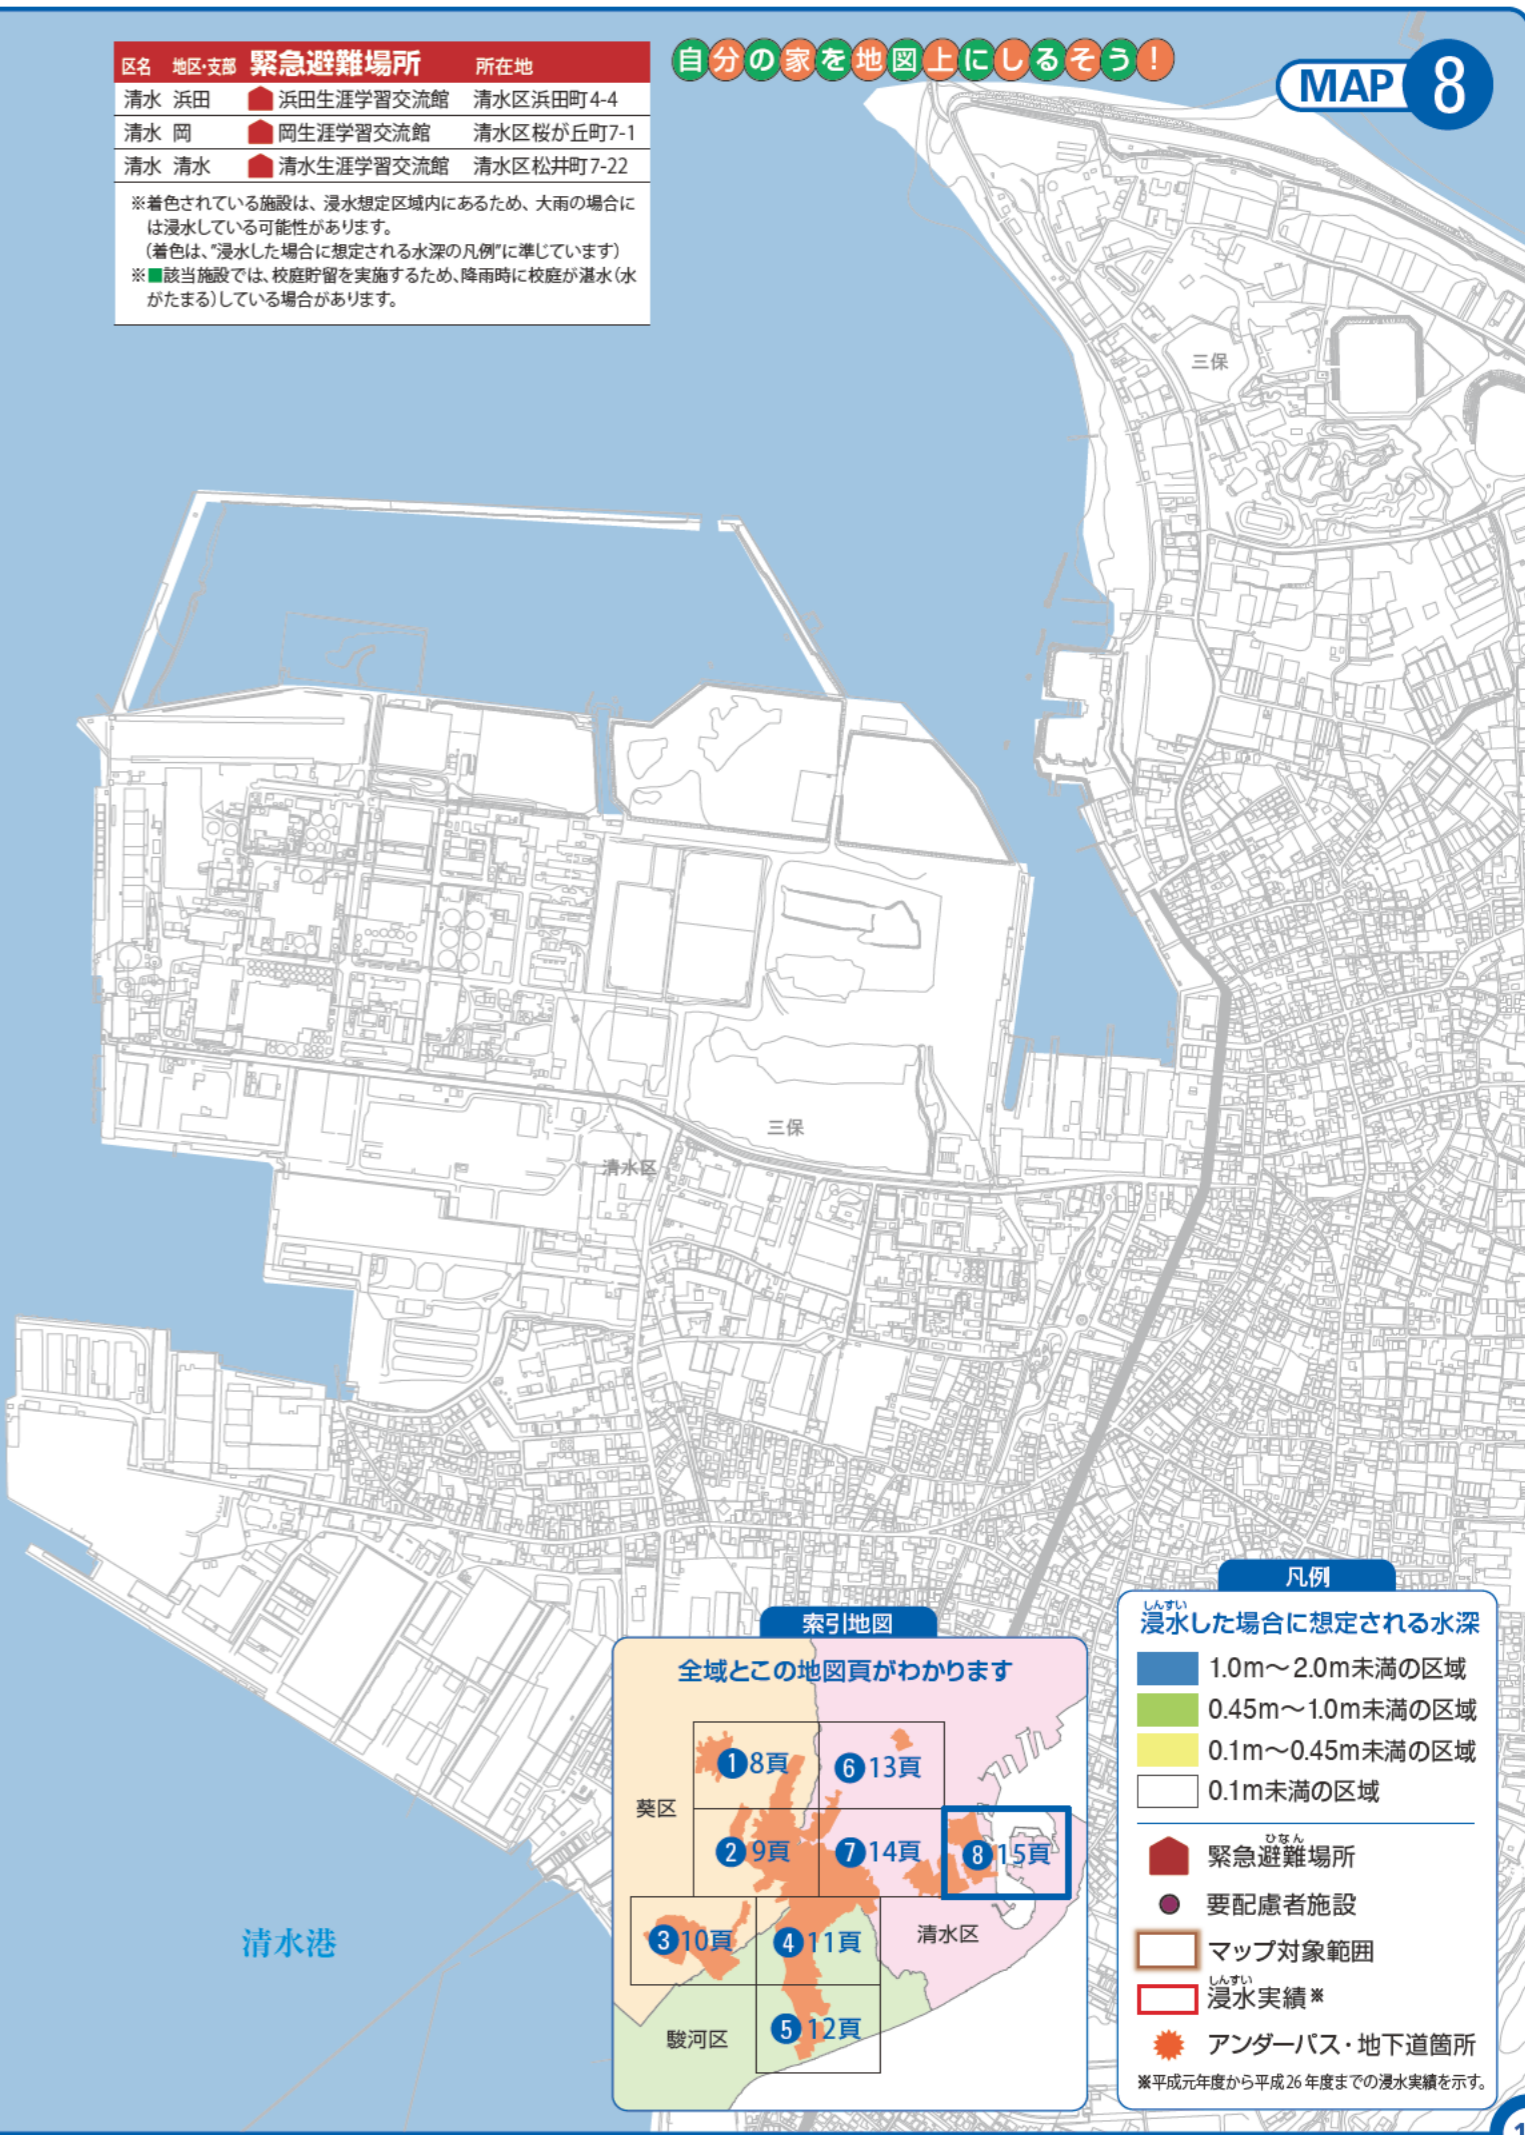 区名 地区・支部 緊急避難場所 所在地
清水 浜田 浜田生涯学習交流館 清水区浜田町4-4
清水 岡 岡生涯学習交流館 清水区桜が丘町7-1
清水 清水 清水生涯学習交流館 清水区松井町7-22
※着色されている施設は、浸水想定区域内にあるため、大雨の場合に
は浸水している可能性があります。
（着色は、"浸水した場合に想定される水深の凡例"に準じています）
※■該当施設では、校庭貯留を実施するため、降雨時に校庭が湛水（水
がたまる）している場合があります。
自分の家を地図上にしるそう！
MAP 8
三保
三保
清水区
清水港
索引地図
全域とこの地図頁がわかります
1 8頁
6 13頁
葵区
2 9頁
7 14頁
8 15頁
3 10頁
4 11頁
清水区
駿河区
5 12頁
凡例
しんすい
浸水した場合に想定される水深
1.0m～2.0m未満の区域
0.45m～1.0m未満の区域
0.1m～0.45m未満の区域
0.1m未満の区域
ひなん
緊急避難場所
要配慮者施設
マップ対象範囲
しんすい
浸水実績※
アンダーパス・地下道箇所
※平成元年度から平成26年度までの浸水実績を示す。